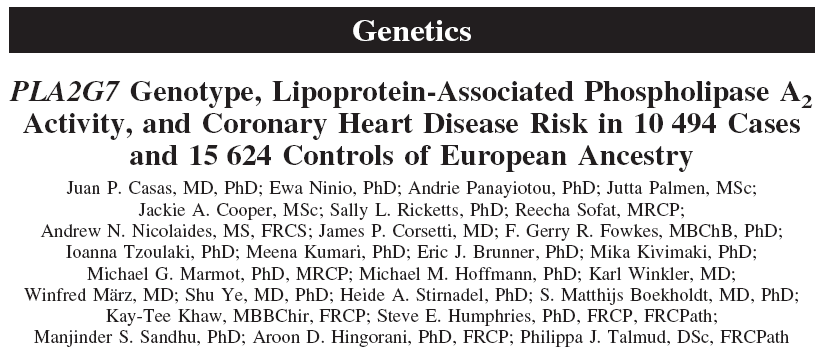 Genetics
PLA2G7 Genotype, Lipoprotein-Associated Phospholipase A2
Activity, and Coronary Heart Disease Risk in 10 494 Cases
and 15 624 Controls of European Ancestry
Juan P. Casas, MD, PhD; Ewa Ninio, PhD; Andrie Panayiotou, PhD; Jutta Palmen, MSc;
Jackie A. Cooper, MSc; Sally L. Ricketts, PhD; Reecha Sofat, MRCP;
Andrew N. Nicolaides, MS, FRCS; James P. Corsetti, MD; F. Gerry R. Fowkes, MBChB, PhD;
Ioanna Tzoulaki, PhD; Meena Kumari, PhD; Eric J. Brunner, PhD; Mika Kivimaki, PhD;
Michael G. Marmot, PhD, MRCP; Michael M. Hoffmann, PhD; Karl Winkler, MD;
Winfred März, MD; Shu Ye, MD, PhD; Heide A. Stirnadel, PhD; S. Matthijs Boekholdt, MD, PhD;
Kay-Tee Khaw, MBBChir, FRCP; Steve E. Humphries, PhD, FRCP, FRCPath;
Manjinder S. Sandhu, PhD; Aroon D. Hingorani, PhD, FRCP; Philippa J. Talmud, DSc, FRCPath